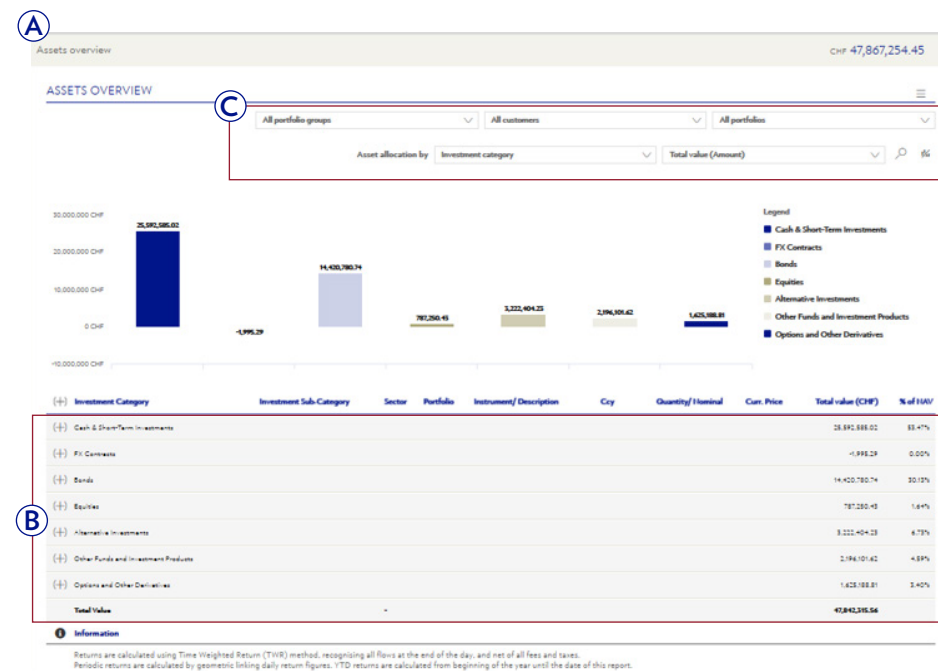 A
Assets overview CHF 47,867,254.45
ASSETS OVERVIEW
C
All portfolio groups All customers All portfolios
Asset allocation by Investment category Total value (Amount)
30,000,000 CHF
25,592,585.02
20,000,000 CHF
14,420,780.74
10,000,000 CHF
787,250.45
3,222,404.23
2,196,101.62
1,625,188.81
0 CHF
-1,995.29
-10,000,000 CHF
Legend
Cash & Short-Term Investments
FX Contracts
Bonds
Equities
Alternative Investments
Other Funds and Investment Products
Options and Other Derivatives
(+) Investment Category Investment Sub-Category Sector Portfolio Instrument/ Description Ccy Quantity/ Nominal Curr. Price Total value (CHF) % of NAV
B
(+) Cash & Short-Term Investments 25,592,585.02 53.47%
(+) FX Contracts -1,995.29 0.00%
(+) Bonds 14,420,780.74 30.13%
(+) Equities 787,250.45 1.64%
(+) Alternative Investments 3,222,404.23 6.73%
(+) Other Funds and Investment Products 2,196,101.62 4.59%
(+) Options and Other Derivatives 1,625,188.81 3.40%
Total Value - 47,842,315.56
i Information
Returns are calculated using Time Weighted Return (TWR) method, recognising all flows at the end of the day, and net of all fees and taxes.
Periodic returns are calculated by geometric linking daily return figures. YTD returns are calculated from beginning of the year until the date of this report.